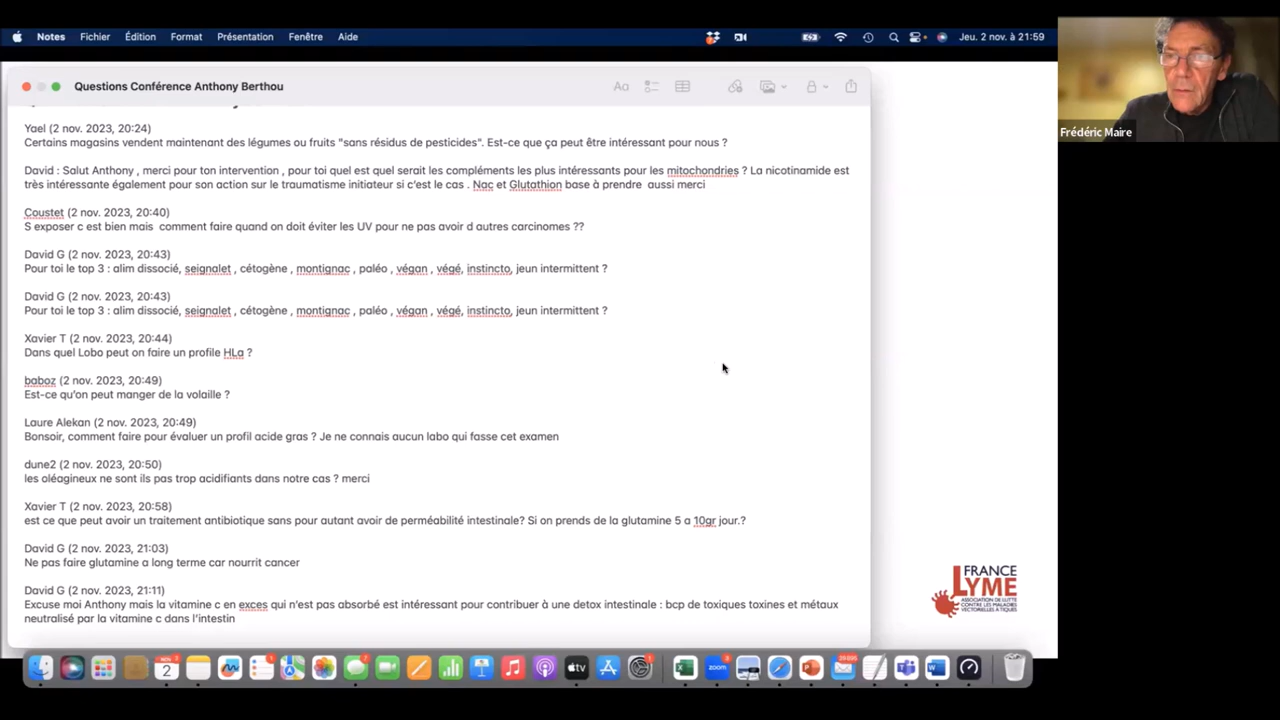 Notes Fichier Édition Format Présentation Fenêtre Aide Jeu. 2 nov. à 21:59
Questions Conférence Anthony Berthou
Aa
Yael (2 nov. 2023, 20:24)
Certains magasins vendent maintenant des légumes ou fruits "sans résidus de pesticides". Est-ce que ça peut être intéressant pour nous ?
David : Salut Anthony , merci pour ton intervention , pour toi quel est quel serait les compléments les plus intéressants pour les mitochondries ? La nicotinamide est
très intéressante également pour son action sur le traumatisme initiateur si c'est le cas . Nac et Glutathion base à prendre aussi merci
Coustet (2 nov. 2023, 20:40)
S exposer c est bien mais comment faire quand on doit éviter les UV pour ne pas avoir d autres carcinomes ??
David G (2 nov. 2023, 20:43)
Pour toi le top 3 : alim dissocié, seignalet , cétogène , montignac , paléo , végan , végé, instincto, jeun intermittent ?
David G (2 nov. 2023, 20:43)
Pour toi le top 3 : alim dissocié, seignalet , cétogène , montignac , paléo , végan , végé, instincto, jeun intermittent ?
Xavier T (2 nov. 2023, 20:44)
Dans quel Lobo peut on faire un profile HLa ?
baboz (2 nov. 2023, 20:49)
Est-ce qu'on peut manger de la volaille ?
Laure Alekan (2 nov. 2023, 20:49)
Bonsoir, comment faire pour évaluer un profil acide gras ? Je ne connais aucun labo qui fasse cet examen
dune2 (2 nov. 2023, 20:50)
les oléagineux ne sont ils pas trop acidifiants dans notre cas ? merci
Xavier T (2 nov. 2023, 20:58)
est ce que peut avoir un traitement antibiotique sans pour autant avoir de perméabilité intestinale? Si on prends de la glutamine 5 a 10gr jour.?
David G (2 nov. 2023, 21:03)
Ne pas faire glutamine a long terme car nourrit cancer
David G (2 nov. 2023, 21:11)
Excuse moi Anthony mais la vitamine c en exces qui n'est pas absorbé est intéressant pour contribuer à une detox intestinale : bcp de toxiques toxines et métaux
neutralisé par la vitamine c dans l'intestin
Frédéric Maire
FRANCE
LYME
ASSOCIATION DE LUTTE
CONTRE LES MALADIES
VECTORIELLES À TIQUES
tv
zoom